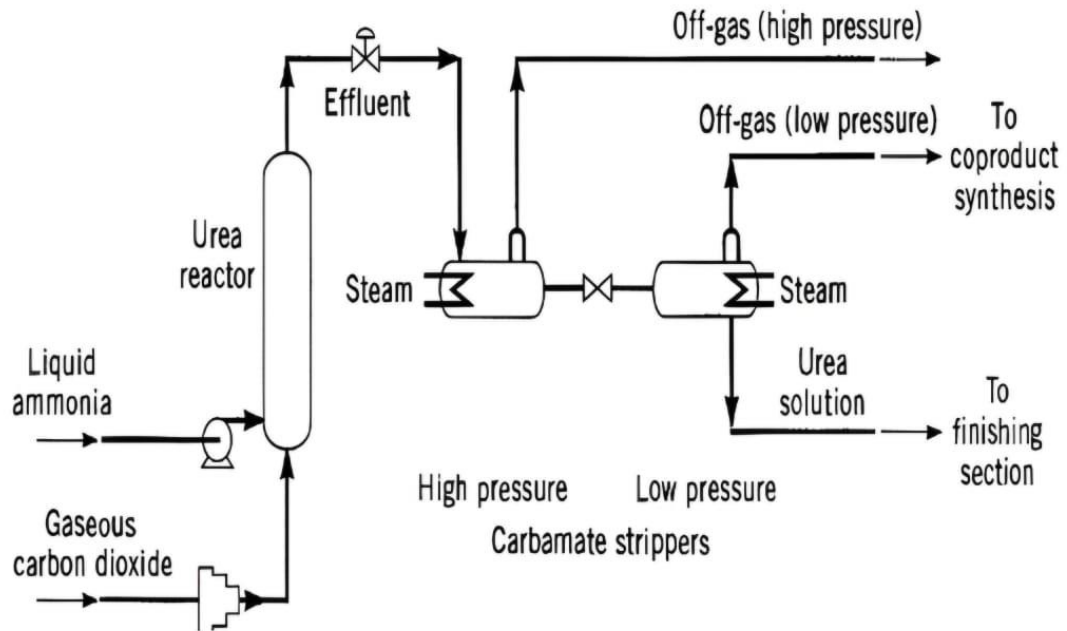 Off-gas (high pressure)
Effluent
Off-gas (low pressure)
To
coproduct
synthesis
Urea
reactor
Steam
Steam
Liquid
ammonia
Urea
solution
To
finishing
section
High pressure
Low pressure
Carbamate strippers
Gaseous
carbon dioxide